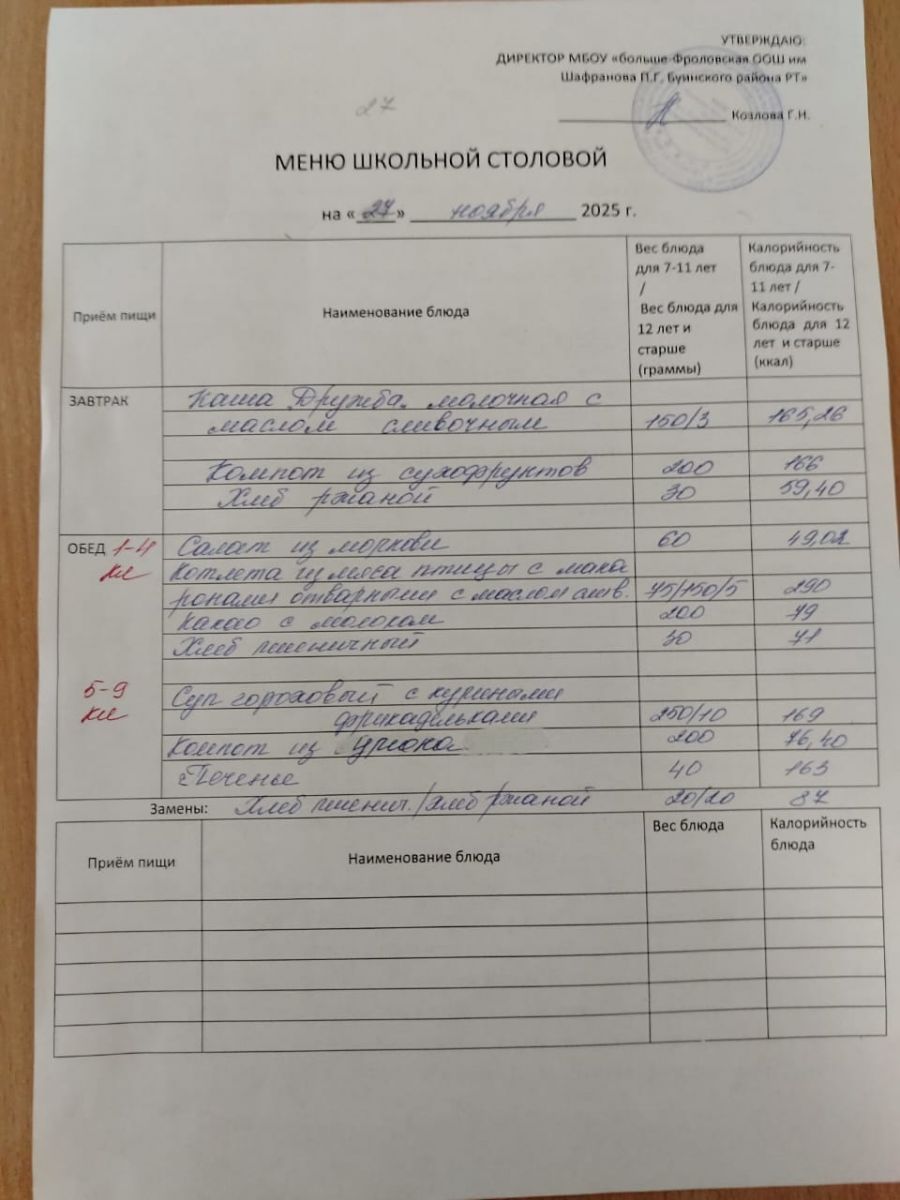 УТВЕРЖДАЮ:
ДИРЕКТОР МБОУ «больше-Фроловская ООШ им
Шафранова П.Г. Буинского района РТ»
27
Козлова Г.Н.
МЕНЮ ШКОЛЬНОЙ СТОЛОВОЙ
на « 27 » ноября 2025 г.
Приём пищи
Наименование блюда
Вес блюда
для 7-11 лет
/
Вес блюда для
12 лет и
старше
(граммы)
Калорийность
блюда для 7-
11 лет /
Калорийность
блюда для 12
лет и старше
(ккал)
ЗАВТРАК Каша Дружба. молочная с
маслом сливочным 150/3 165,26
Компот из сухофруктов 200 166
Хлеб ржаной 30 59,40
ОБЕД 1-4 Салат из моркови 60 49,02
кл Котлета из мяса птицы с мака
ронами отварными с маслом слив. 75/150/5 290
Какао с молоком 200 79
Хлеб пшеничный 30 71
5-9 Суп гороховый с куриными
кл фрикадельками 250/10 169
Компот из 200 76,40
Печенье 40 163
Замены: Хлеб пшенич./хлеб ржаной 20/20 87
Приём пищи Наименование блюда Вес блюда Калорийность
блюда